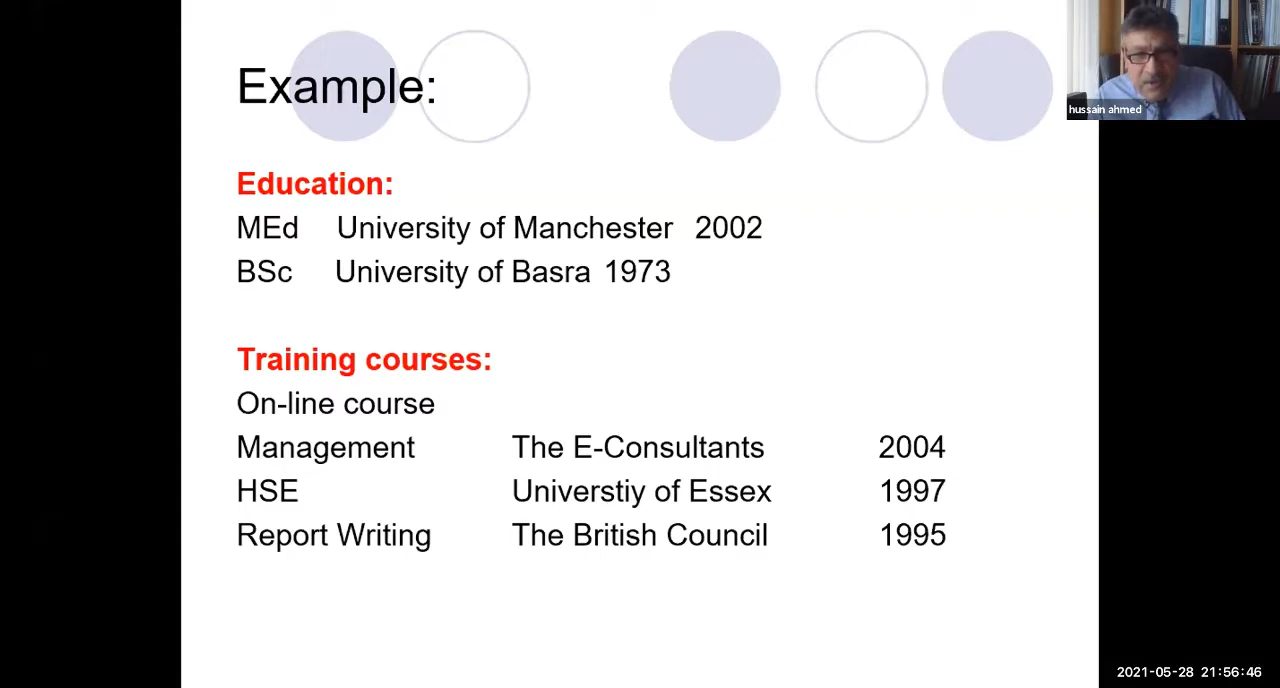 Example:
hussain ahmed
Education:
MEd University of Manchester 2002
BSc University of Basra 1973
Training courses:
On-line course
Management The E-Consultants 2004
HSE Universtiy of Essex 1997
Report Writing The British Council 1995
2021-05-28 21:56:46